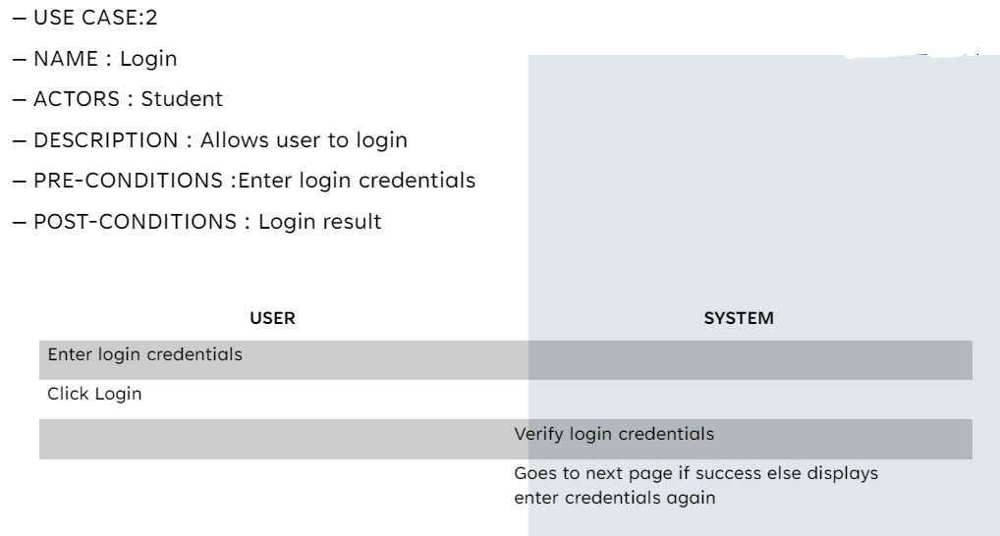 – USE CASE:2
– NAME : Login
– ACTORS : Student
– DESCRIPTION : Allows user to login
– PRE-CONDITIONS :Enter login credentials
– POST-CONDITIONS : Login result
USER SYSTEM
Enter login credentials
Click Login
Verify login credentials
Goes to next page if success else displays
enter credentials again